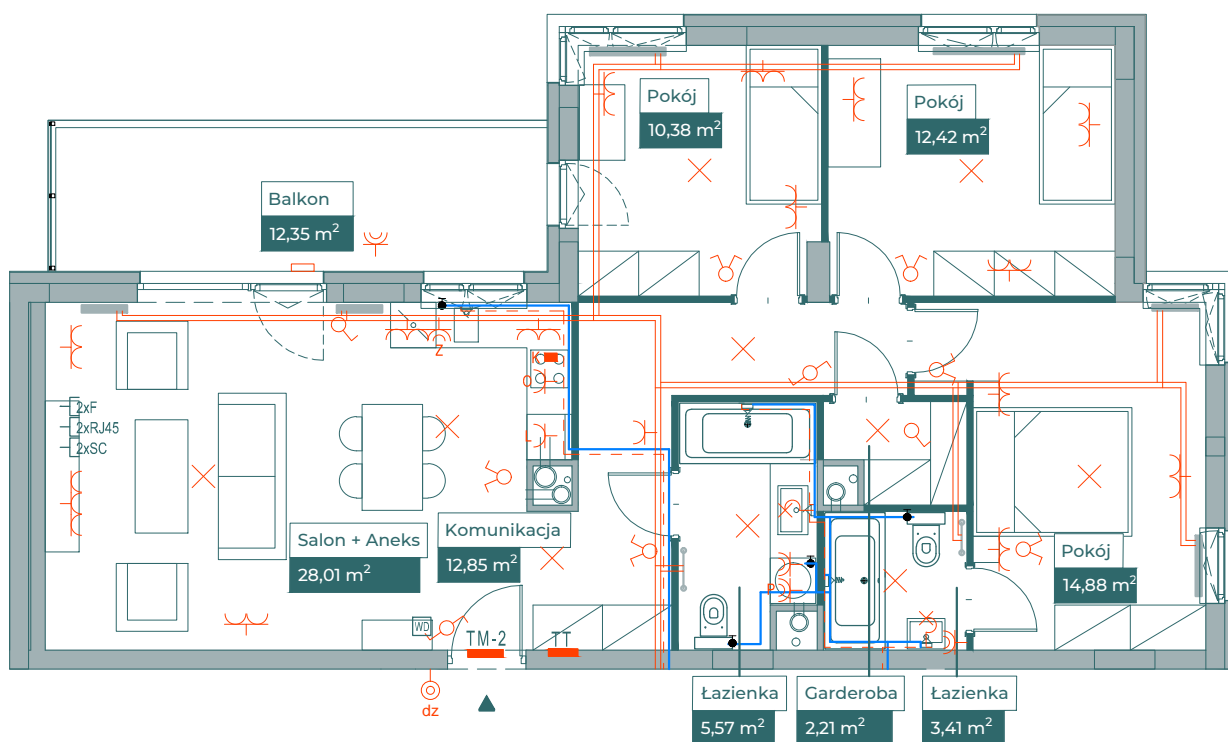 Pokój
10,38 m²
Pokój
12,42 m²
Balkon
12,35 m²
Z
K
2xF
2xRJ45
2xSC
Salon + Aneks
28,01 m²
Komunikacja
12,85 m²
Pokój
14,88 m²
P
WD
TM-2
TT
dz
Łazienka
5,57 m²
Garderoba
2,21 m²
Łazienka
3,41 m²